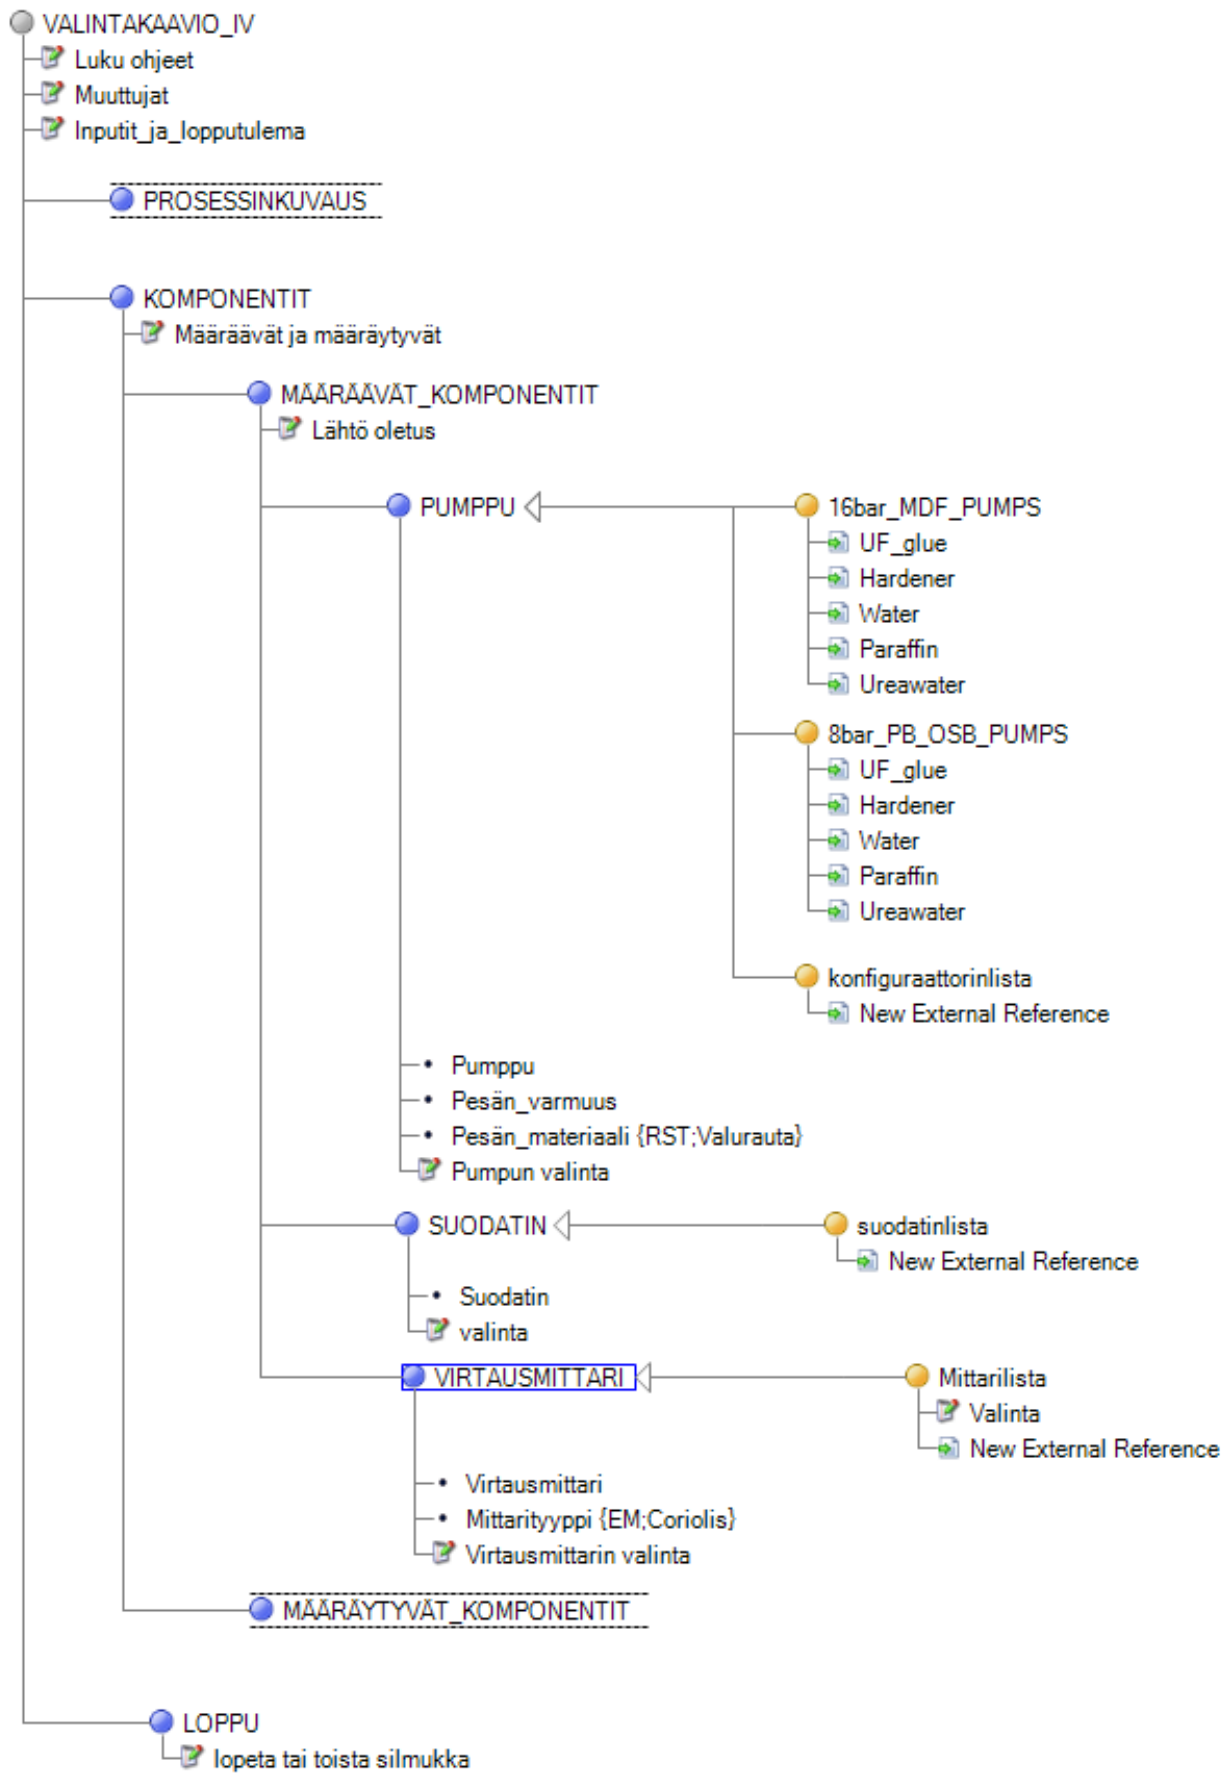 VALINTAKAAVIO_IV
Luku ohjeet
Muuttujat
Inputit_ja_lopputulema
PROSESSINKUVAUS
KOMPONENTIT
Määräävät ja määräytyvät
MÄÄRÄÄVÄT_KOMPONENTIT
Lähtö oletus
PUMPPU
16bar_MDF_PUMPS
UF_glue
Hardener
Water
Paraffin
Ureawater
8bar_PB_OSB_PUMPS
UF_glue
Hardener
Water
Paraffin
Ureawater
konfiguraattorinlista
New External Reference
Pumppu
Pesän_varmuus
Pesän_materiaali {RST;Valurauta}
Pumpun valinta
SUODATIN
suodatinlista
New External Reference
Suodatin
valinta
VIRTAUSMITTARI
Mittarilista
Valinta
New External Reference
Virtausmittari
Mittarityyppi {EM;Coriolis}
Virtausmittarin valinta
MÄÄRÄYTYVÄT_KOMPONENTIT
LOPPU
lopeta tai toista silmukka